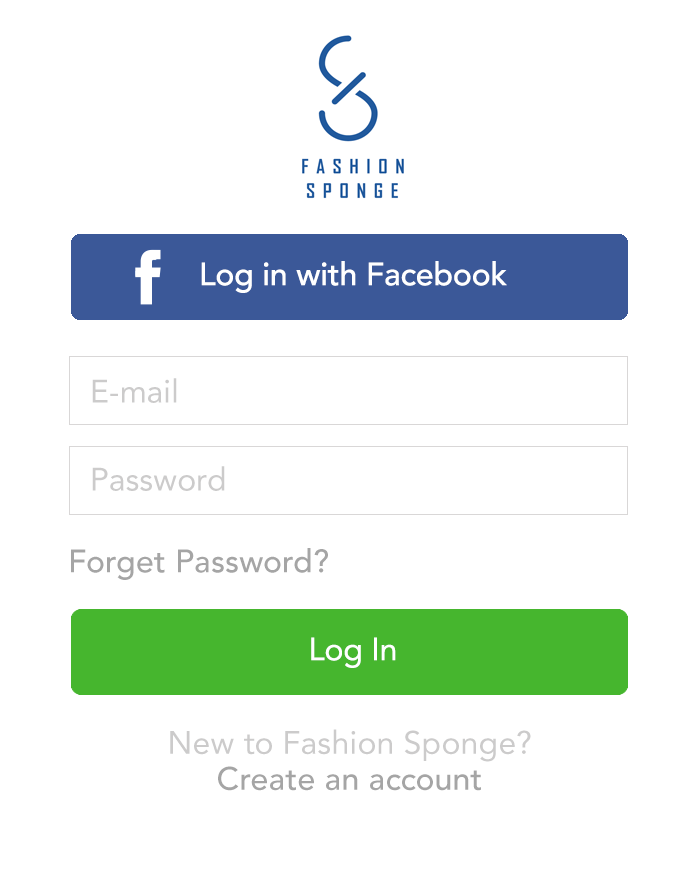 FASHION
SPONGE
Log in with Facebook
E-mail
Password
Forget Password?
Log In
New to Fashion Sponge?
Create an account